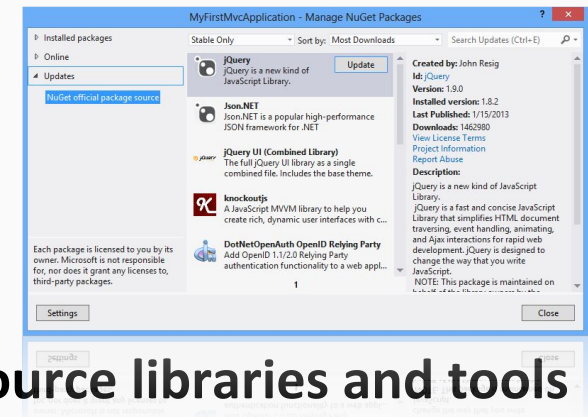 MyFirstMvcApplication - Manage NuGet Packages
? ×
Installed packages
Online
Updates
NuGet official package source
Each package is licensed to you by its
owner. Microsoft is not responsible
for, nor does it grant any licenses to,
third-party packages.
Stable Only
Sort by: Most Downloads
Search Updates (Ctrl+E)
jQuery
jQuery is a new kind of
JavaScript Library.
Update
Json.NET
Json.NET is a popular high-performance
JSON framework for .NET
jQuery UI (Combined Library)
The full jQuery UI library as a single
combined file. Includes the base theme.
knockoutjs
A JavaScript MVVM library to help you
create rich, dynamic user interfaces with c...
DotNetOpenAuth OpenID Relying Party
Add OpenID 1.1/2.0 Relying Party
authentication functionality to a web appl...
1
Created by: John Resig
Id: jQuery
Version: 1.9.0
Installed version: 1.8.2
Last Published: 1/15/2013
Downloads: 1462980
View License Terms
Project Information
Report Abuse
Description:
jQuery is a new kind of JavaScript
Library.
jQuery is a fast and concise JavaScript
Library that simplifies HTML document
traversing, event handling, animating,
and Ajax interactions for rapid web
development. jQuery is designed to
change the way that you write
JavaScript.
NOTE: This package is maintained on
behalf of the library owners by the
Settings
Close
ource libraries and tools